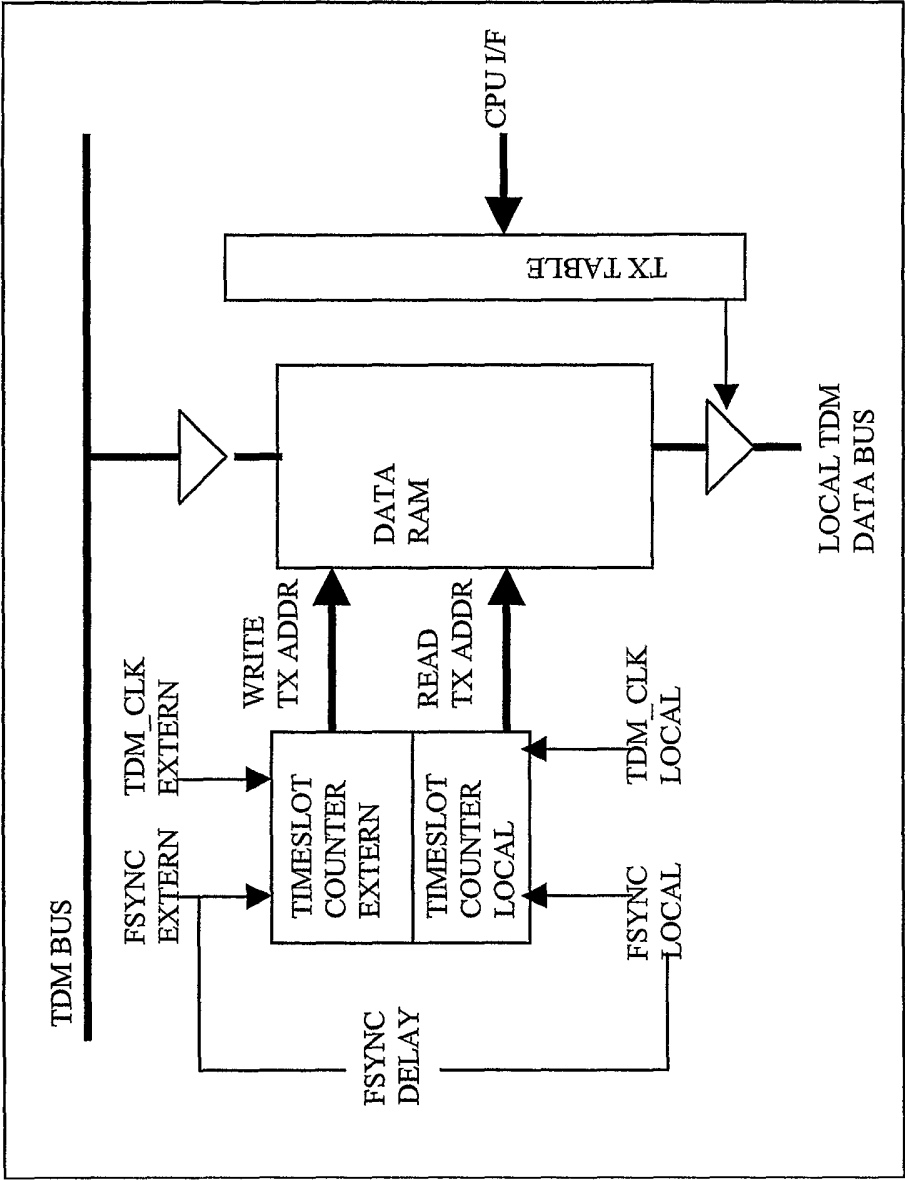 TDM BUS
FSYNC
EXTERN
TDM_CLK
EXTERN
WRITE
TX ADDR
TIMESLOT
COUNTER
EXTERN
TIMESLOT
COUNTER
LOCAL
READ
TX ADDR
FSYNC
DELAY
FSYNC
LOCAL
TDM_CLK
LOCAL
DATA
RAM
TX TABLE
CPU I/F
LOCAL TDM
DATA BUS